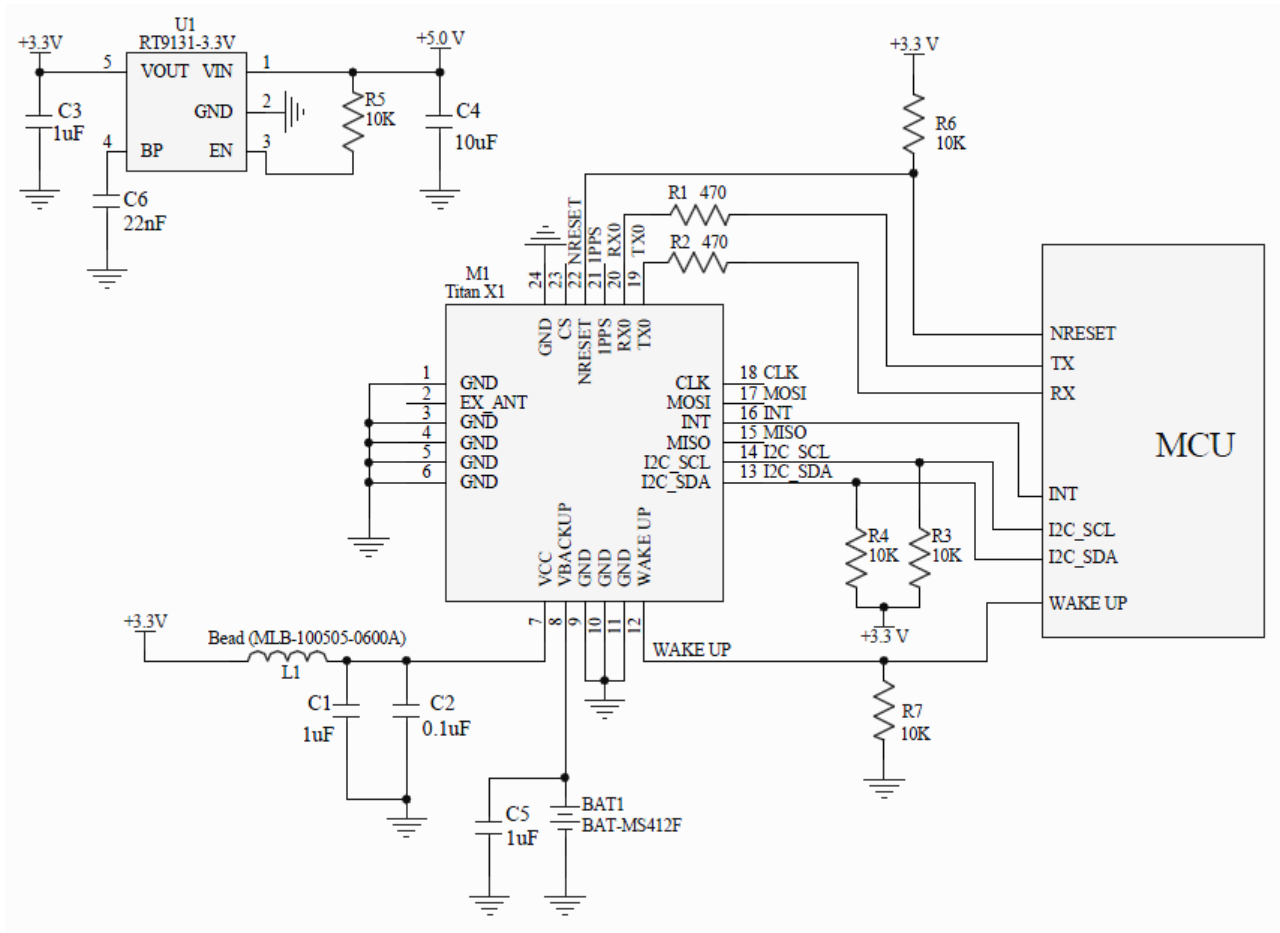 U1
RT9131-3.3V
+3.3V
5
VOUT VIN
1
+5.0 V
C3
1uF
GND
2
R5
10K
C4
10uF
4
BP
EN
3
C6
22nF
+3.3 V
R6
10K
R1 470
R2 470
M1
Titan X1
24
23
22 NRESET
21 1PPS
20 RX0
19 TX0
GND
CS
NRESET
1PPS
RX0
TX0
1
GND
2
EX_ANT
3
GND
4
GND
5
GND
6
GND
CLK
18 CLK
MOSI
17 MOSI
INT
16 INT
MISO
15 MISO
I2C_SCL
14 I2C_SCL
I2C_SDA
13 I2C_SDA
VCC
VBACKUP
GND
GND
GND
WAKE UP
7
8
9
10
11
12
NRESET
TX
RX
MCU
INT
I2C_SCL
I2C_SDA
WAKE UP
R4
10K
R3
10K
+3.3 V
WAKE UP
R7
10K
+3.3V
Bead (MLB-100505-0600A)
L1
C1
1uF
C2
0.1uF
C5
1uF
BAT1
BAT-MS412F